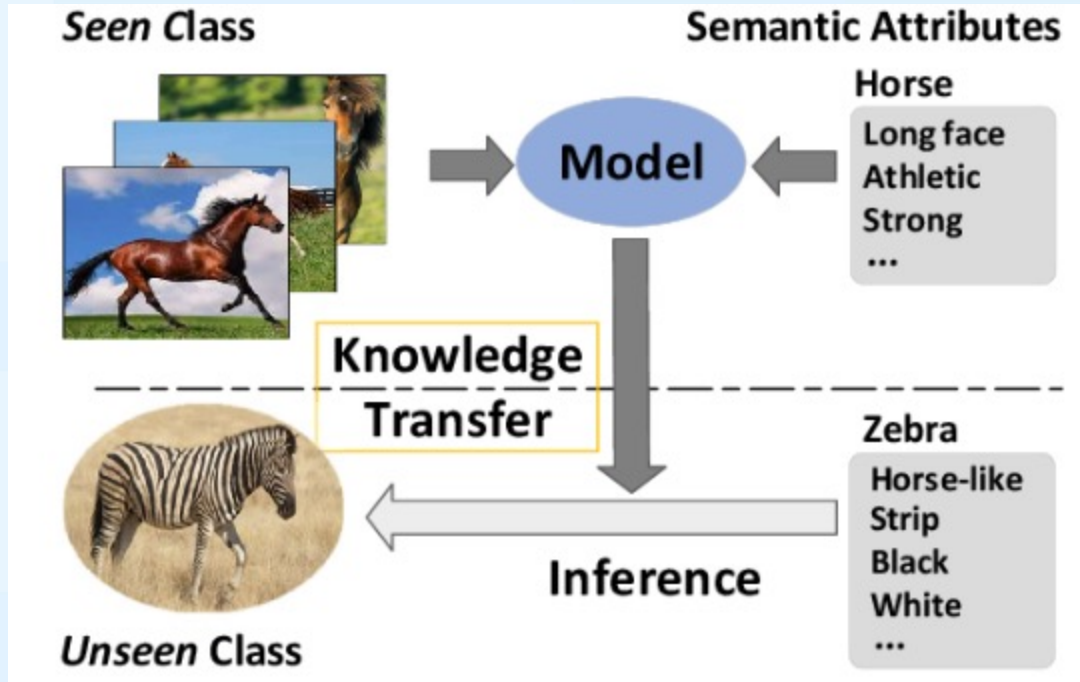 Seen Class
Semantic Attributes
Horse
Long face
Athletic
Strong
...
Model
Knowledge
Transfer
Zebra
Horse-like
Strip
Black
White
...
Inference
Unseen Class